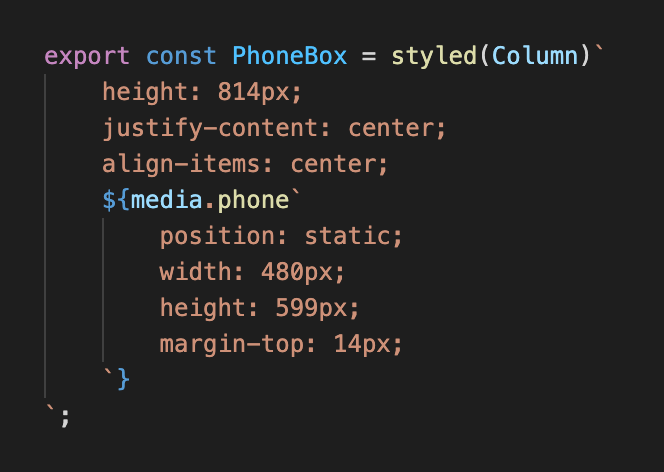 export const PhoneBox = styled(Column)`
    height: 814px;
    justify-content: center;
    align-items: center;
    ${media.phone`
        position: static;
        width: 480px;
        height: 599px;
        margin-top: 14px;
    `}
`;